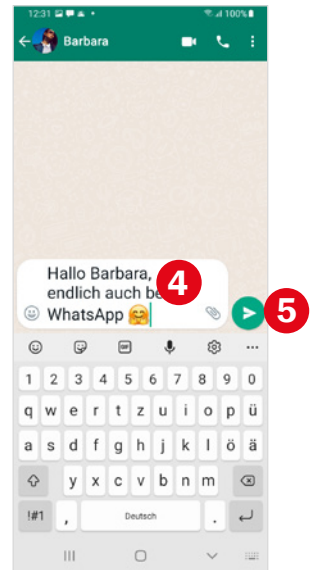 12:31 100%
Barbara
Hallo Barbara,
endlich auch be
WhatsApp
4
5
GIF
1 2 3 4 5 6 7 8 9 0
q w e r t z u i o p ü
a s d f g h j k l ö ä
y x c v b n m
!#1 , Deutsch .